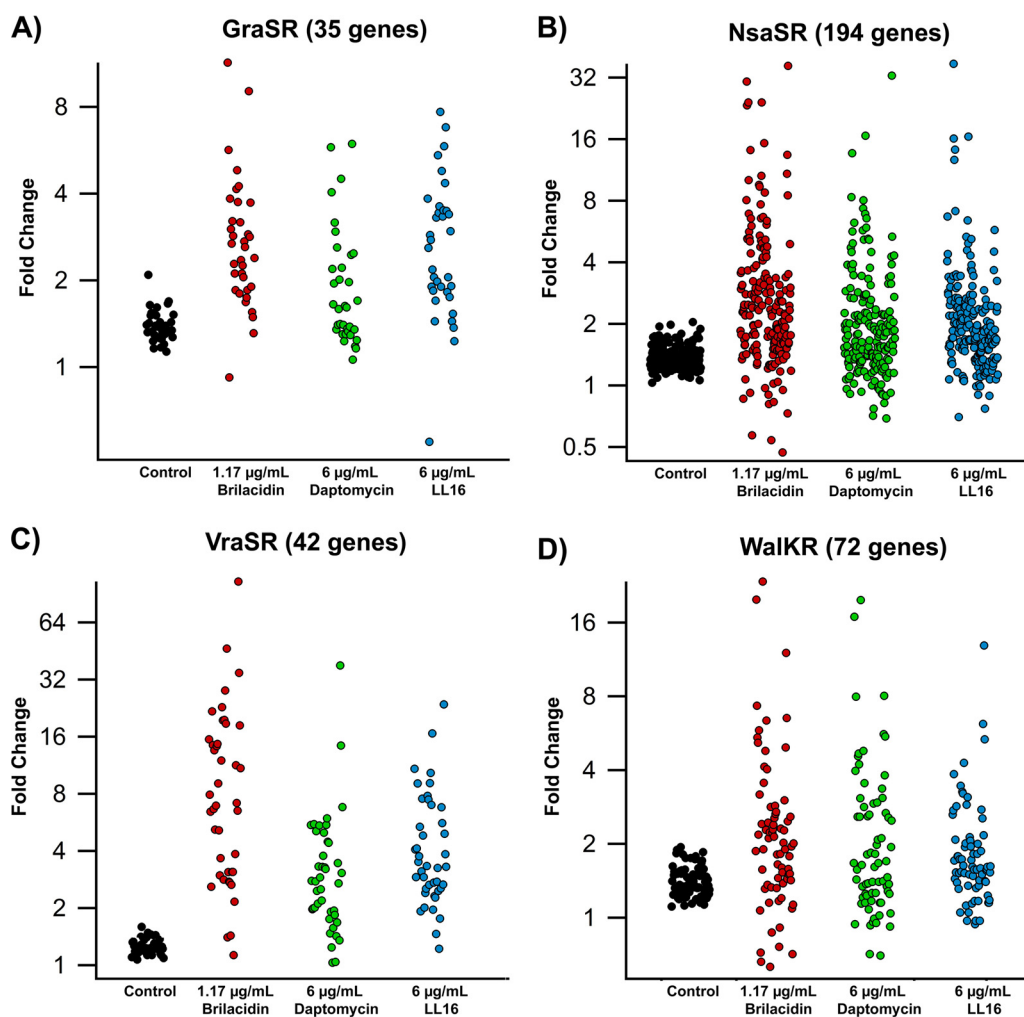 A)
GraSR (35 genes)
Fold Change
8
4
2
1
Control
1.17 µg/mL
Brilacidin
6 µg/mL
Daptomycin
6 µg/mL
LL16
B)
NsaSR (194 genes)
Fold Change
32
16
8
4
2
1
0.5
Control
1.17 µg/mL
Brilacidin
6 µg/mL
Daptomycin
6 µg/mL
LL16
C)
VraSR (42 genes)
Fold Change
64
32
16
8
4
2
1
Control
1.17 µg/mL
Brilacidin
6 µg/mL
Daptomycin
6 µg/mL
LL16
D)
WalKR (72 genes)
Fold Change
16
8
4
2
1
Control
1.17 µg/mL
Brilacidin
6 µg/mL
Daptomycin
6 µg/mL
LL16